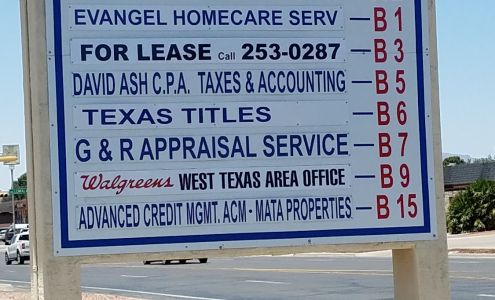 EVANGEL HOMECARE SERV — B 1
FOR LEASE Call 253-0287 — B 3
DAVID ASH C.P.A. TAXES & ACCOUNTING — B 5
TEXAS TITLES — B 6
G & R APPRAISAL SERVICE — B 7
Walgreens WEST TEXAS AREA OFFICE — B 9
ADVANCED CREDIT MGMT. ACM • MATA PROPERTIES — B 15